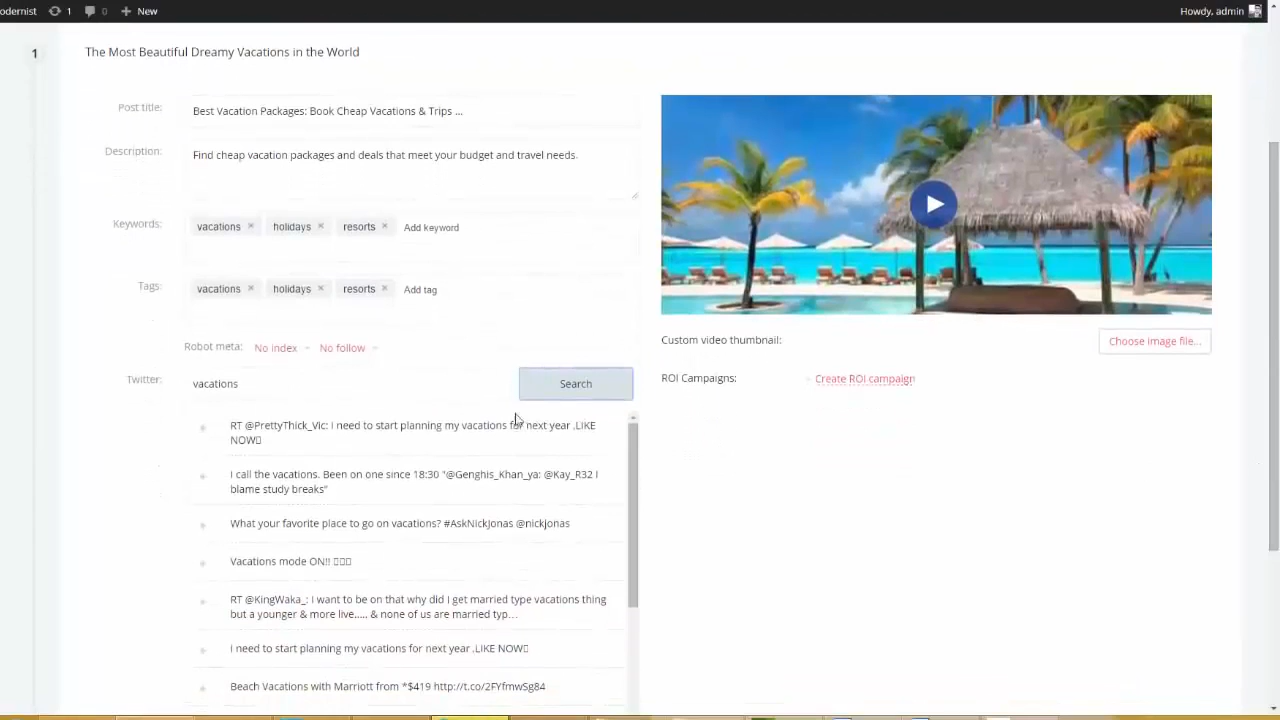 odernist 1 0 New Howdy, admin
1 The Most Beautiful Dreamy Vacations in the World
Post title: Best Vacation Packages: Book Cheap Vacations & Trips ...
Description: Find cheap vacation packages and deals that meet your budget and travel needs.
Keywords: vacations × holidays × resorts × Add keyword
Tags: vacations × holidays × resorts × Add tag
Robot meta: No index No follow
Custom video thumbnail: Choose image file...
ROI Campaigns: Create ROI campaign
Twitter: vacations Search
RT @PrettyThick_Vic: I need to start planning my vacations for next year .LIKE
NOW
I call the vacations. Been on one since 18:30 "@Genghis_Khan_ya: @Kay_R32 I
blame study breaks"
What your favorite place to go on vacations? #AskNickJonas @nickjonas
Vacations mode ON!!
RT @KingWaka_: I want to be on that why did I get married type vacations thing
but a younger & more live..... & none of us are married typ…
I need to start planning my vacations for next year .LIKE NOW
Beach Vacations with Marriott from *$419 http://t.co/2FYfmwSg84